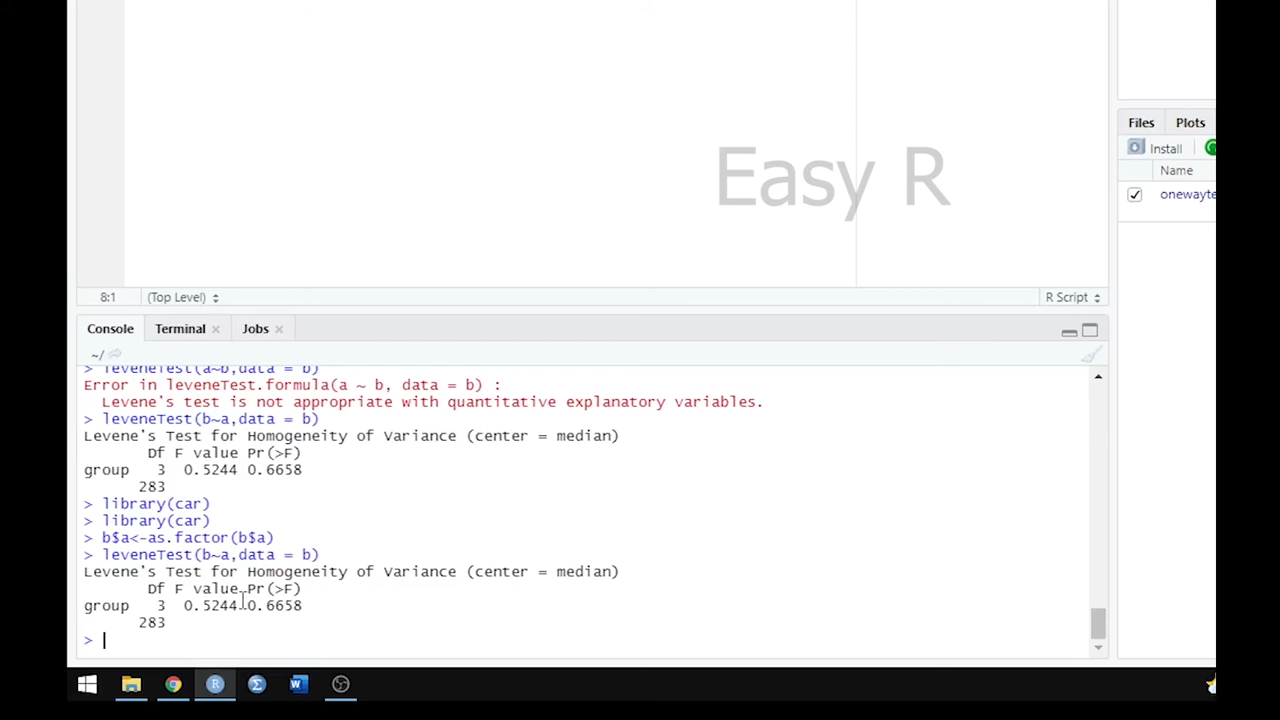 Easy R
Files Plots
Install
Name
onewayte
8:1 (Top Level) R Script
Console Terminal Jobs
~/
> leveneTest(a~b,data = b)
Error in leveneTest.formula(a ~ b, data = b) :
Levene's test is not appropriate with quantitative explanatory variables.
> leveneTest(b~a,data = b)
Levene's Test for Homogeneity of Variance (center = median)
Df F value Pr(>F)
group 3 0.5244 0.6658
283
> library(car)
> library(car)
> b$a<-as.factor(b$a)
> leveneTest(b~a,data = b)
Levene's Test for Homogeneity of Variance (center = median)
Df F value Pr(>F)
group 3 0.5244 0.6658
283
>